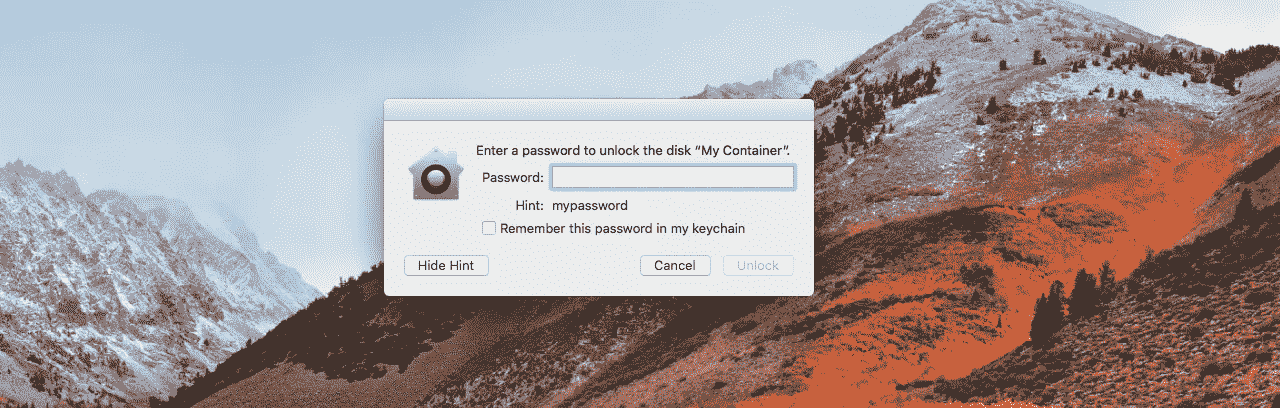 Enter a password to unlock the disk “My Container”.
Password:
Hint: mypassword
Remember this password in my keychain
Hide Hint Cancel Unlock